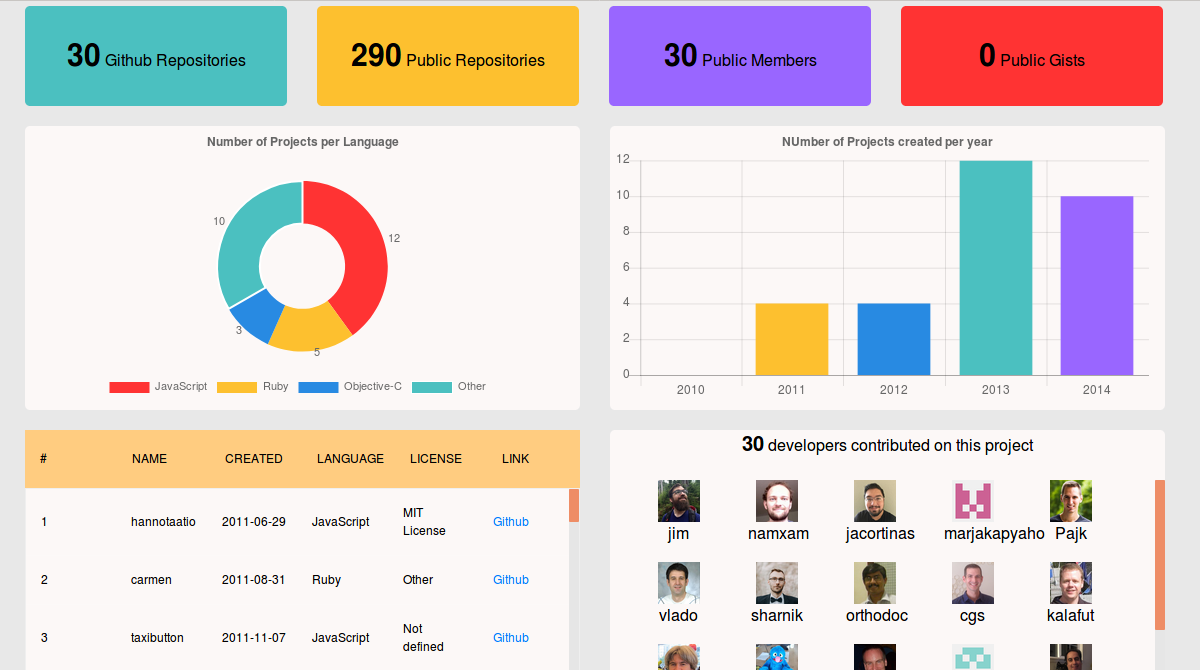 30 Github Repositories
290 Public Repositories
30 Public Members
0 Public Gists
Number of Projects per Language
10
12
3
5
JavaScript Ruby Objective-C Other
NUmber of Projects created per year
12
10
8
6
4
2
0
2010 2011 2012 2013 2014
# NAME CREATED LANGUAGE LICENSE LINK
1 hannotaatio 2011-06-29 JavaScript MIT License Github
2 carmen 2011-08-31 Ruby Other Github
3 taxibutton 2011-11-07 JavaScript Not defined Github
30 developers contributed on this project
jim namxam jacortinas marjakapyaho Pajk
vlado sharnik orthodoc cgs kalafut